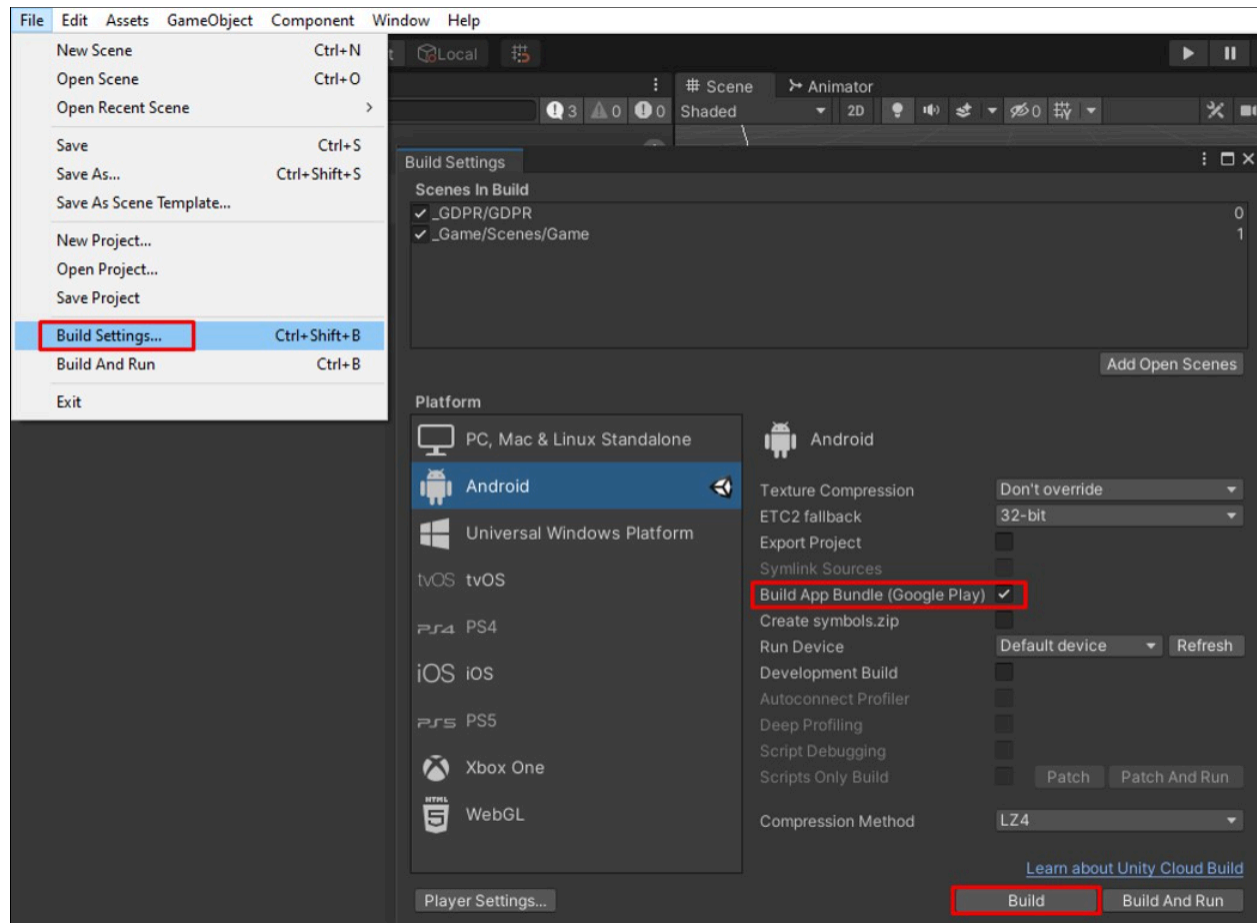 File Edit Assets GameObject Component Window Help
New Scene Ctrl+N
Open Scene Ctrl+O
Open Recent Scene
Save Ctrl+S
Save As... Ctrl+Shift+S
Save As Scene Template...
New Project...
Open Project...
Save Project
Build Settings... Ctrl+Shift+B
Build And Run Ctrl+B
Exit
Local
Scene Animator
3 0 0 Shaded 2D 0
Build Settings
Scenes In Build
_GDPR/GDPR 0
_Game/Scenes/Game 1
Add Open Scenes
Platform
PC, Mac & Linux Standalone
Android
Universal Windows Platform
tvOS tvOS
PS4 PS4
iOS iOS
PS5 PS5
Xbox One
HTML 5 WebGL
Android
Texture Compression Don't override
ETC2 fallback 32-bit
Export Project
Symlink Sources
Build App Bundle (Google Play)
Create symbols.zip
Run Device Default device Refresh
Development Build
Autoconnect Profiler
Deep Profiling
Script Debugging
Scripts Only Build Patch Patch And Run
Compression Method LZ4
Learn about Unity Cloud Build
Player Settings... Build Build And Run